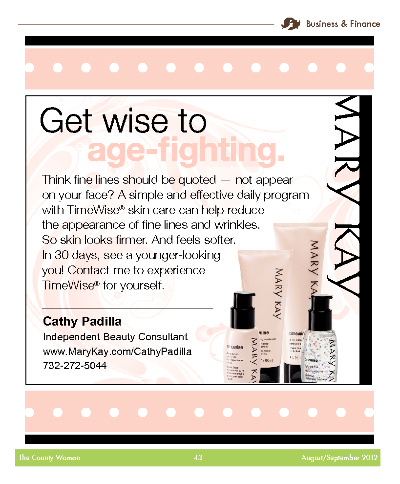 Business & Finance
Get wise to
age-fighting.
Think fine lines should be quoted — not appear
on your face? A simple and effective daily program
with TimeWise® skin care can help reduce
the appearance of fine lines and wrinkles.
So skin looks firmer. And feels softer.
In 30 days, see a younger-looking
you! Contact me to experience
TimeWise® for yourself.
Cathy Padilla
Independent Beauty Consultant
www.MaryKay.com/CathyPadilla
732-272-5044
MARY KAY
MARY KAY
MARY KAY
MARY KAY
MARY KA
The County Woman
43
August/September 2012